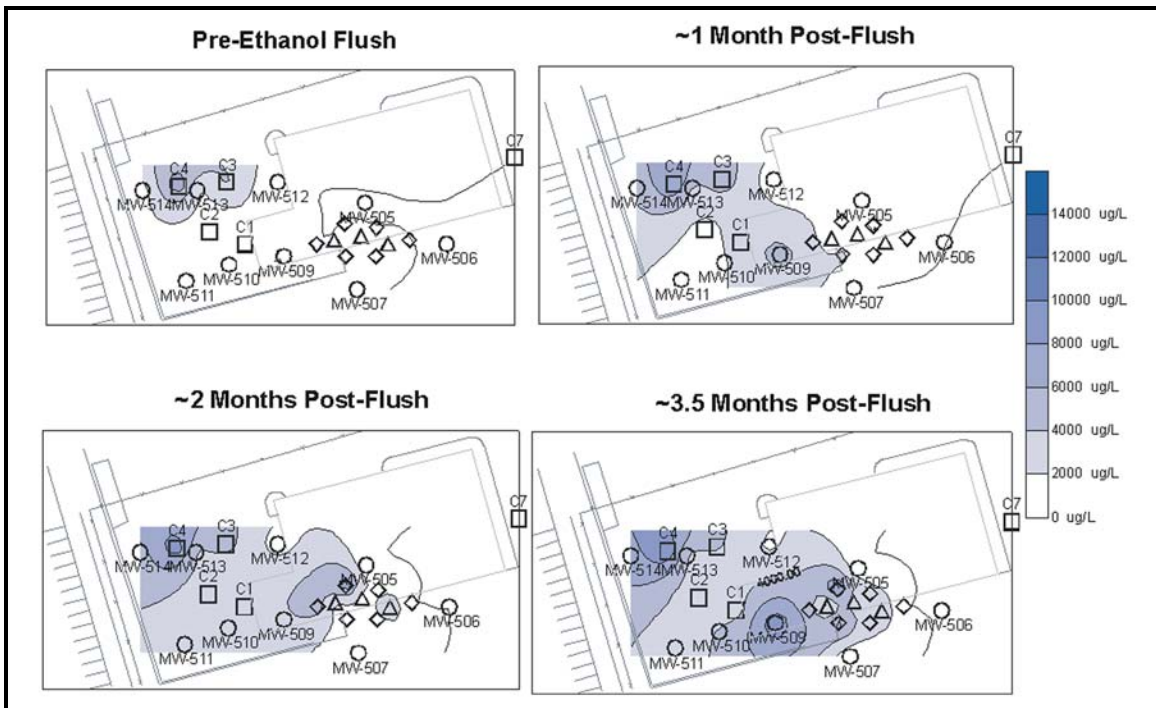 Pre-Ethanol Flush
C7
C4
C3
MW-514
MW-513
MW-512
C2
C1
MW-505
MW-506
MW-509
MW-510
MW-511
MW-507
~1 Month Post-Flush
C7
C4
C3
MW-514
MW-513
MW-512
C2
C1
MW-505
MW-506
MW-509
MW-510
MW-511
MW-507
14000 ug/L
12000 ug/L
10000 ug/L
8000 ug/L
6000 ug/L
4000 ug/L
2000 ug/L
0 ug/L
~2 Months Post-Flush
C7
C4
C3
MW-514
MW-513
MW-512
C2
C1
MW-505
MW-506
MW-509
MW-510
MW-511
MW-507
~3.5 Months Post-Flush
C7
C4
C3
MW-514
MW-513
MW-512
4000.00
C2
C1
MW-505
MW-506
MW-509
MW-510
MW-511
MW-507